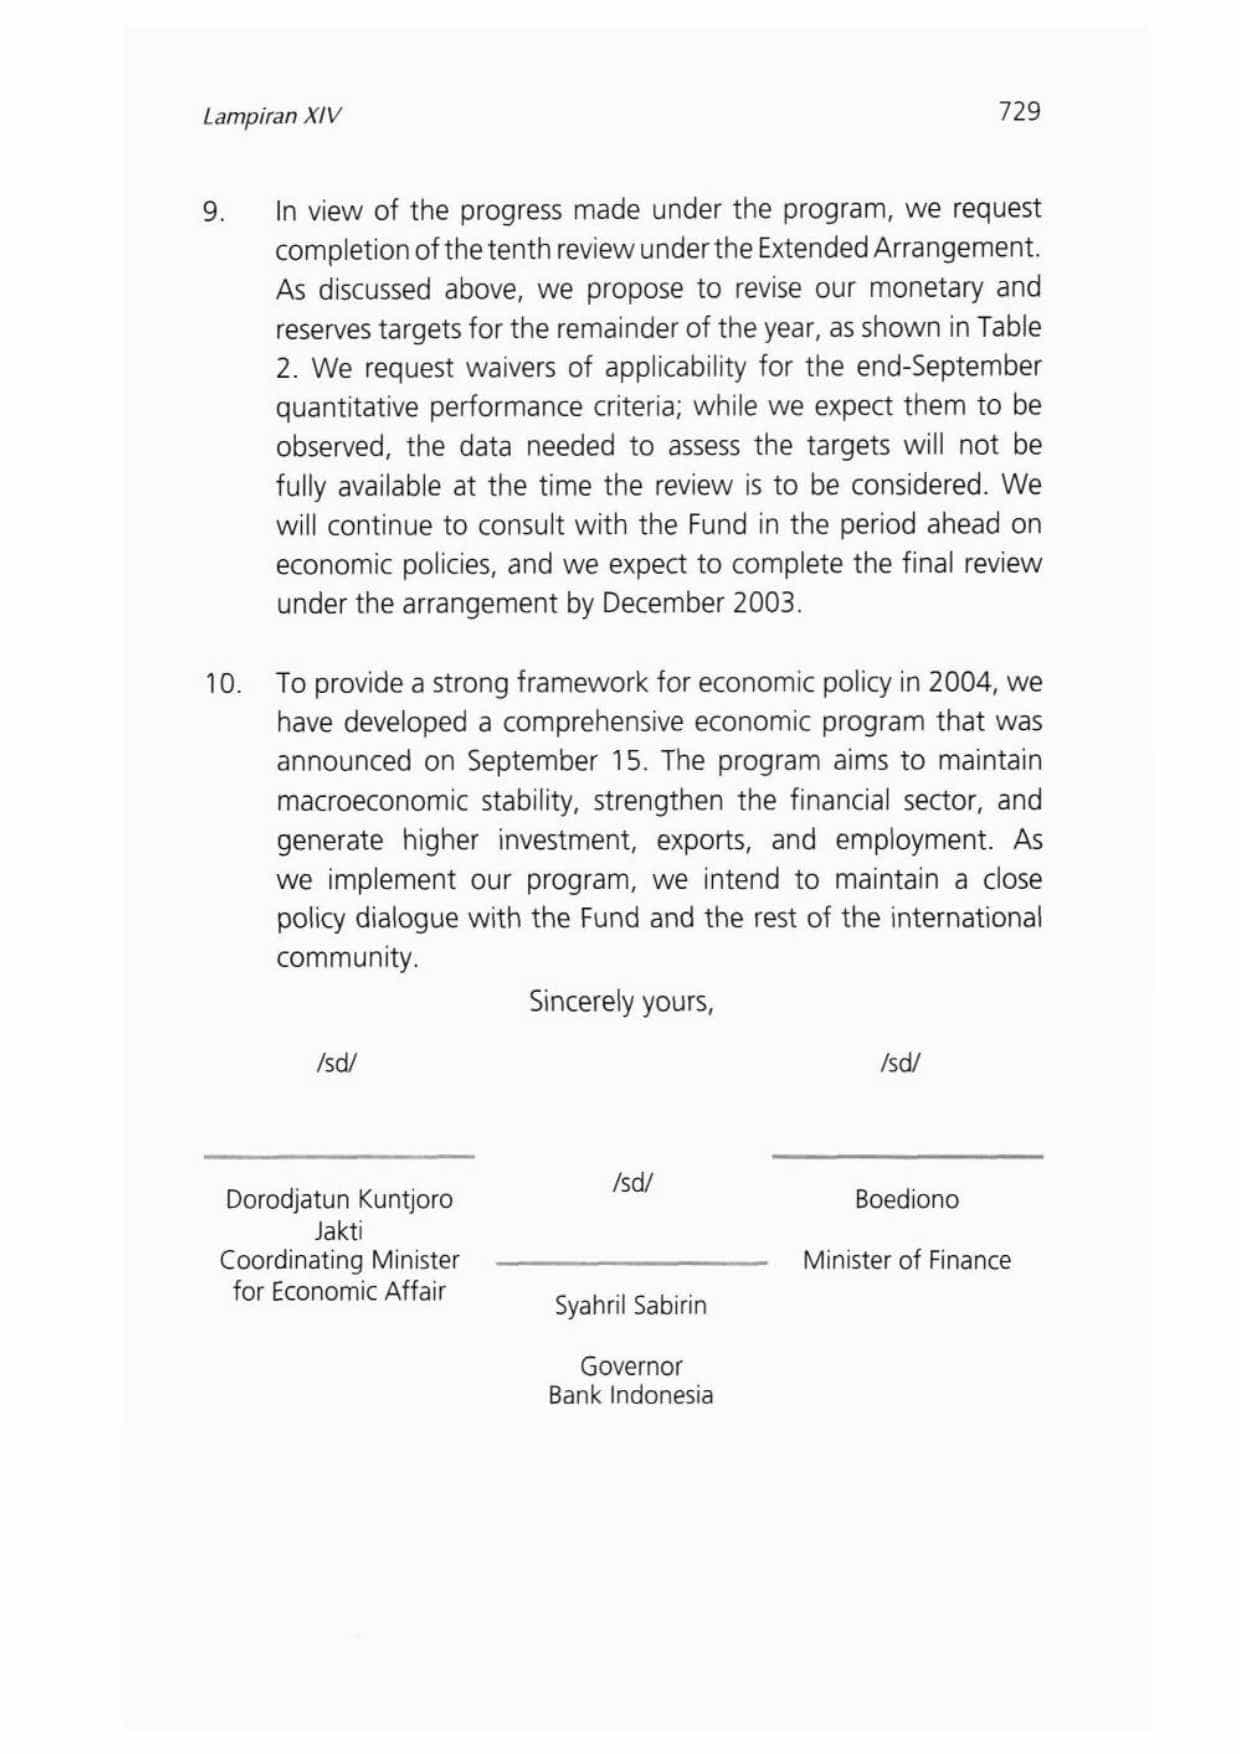 Lampiran XIV 729
9. In view of the progress made under the program, we request
completion of the tenth review under the Extended Arrangement.
As discussed above, we propose to revise our monetary and
reserves targets for the remainder of the year, as shown in Table
2. We request waivers of applicability for the end-September
quantitative performance criteria; while we expect them to be
observed, the data needed to assess the targets will not be
fully available at the time the review is to be considered. We
will continue to consult with the Fund in the period ahead on
economic policies, and we expect to complete the final review
under the arrangement by December 2003.
10. To provide a strong framework for economic policy in 2004, we
have developed a comprehensive economic program that was
announced on September 15. The program aims to maintain
macroeconomic stability, strengthen the financial sector, and
generate higher investment, exports, and employment. As
we implement our program, we intend to maintain a close
policy dialogue with the Fund and the rest of the international
community.
Sincerely yours,
/sd/ /sd/
/sd/
Dorodjatun Kuntjoro Boediono
Jakti
Coordinating Minister Minister of Finance
for Economic Affair
Syahril Sabirin
Governor
Bank Indonesia